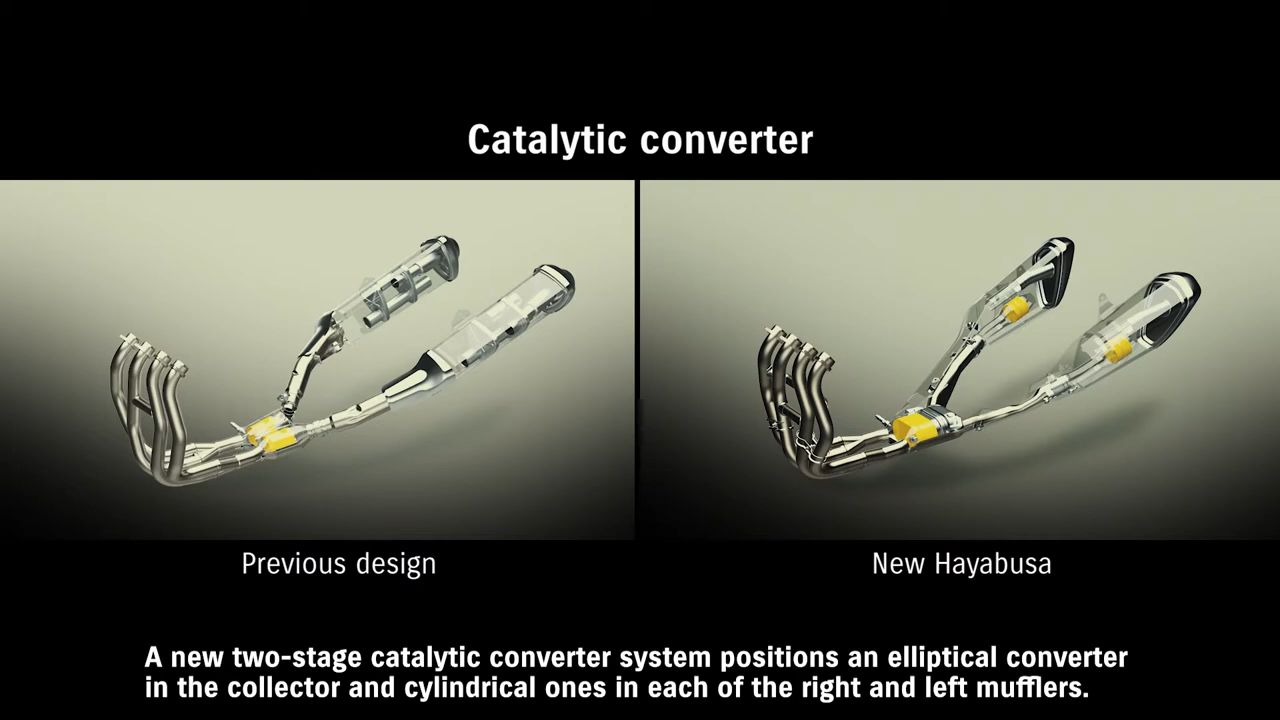 Catalytic converter
Previous design
New Hayabusa
A new two-stage catalytic converter system positions an elliptical converter
in the collector and cylindrical ones in each of the right and left mufflers.